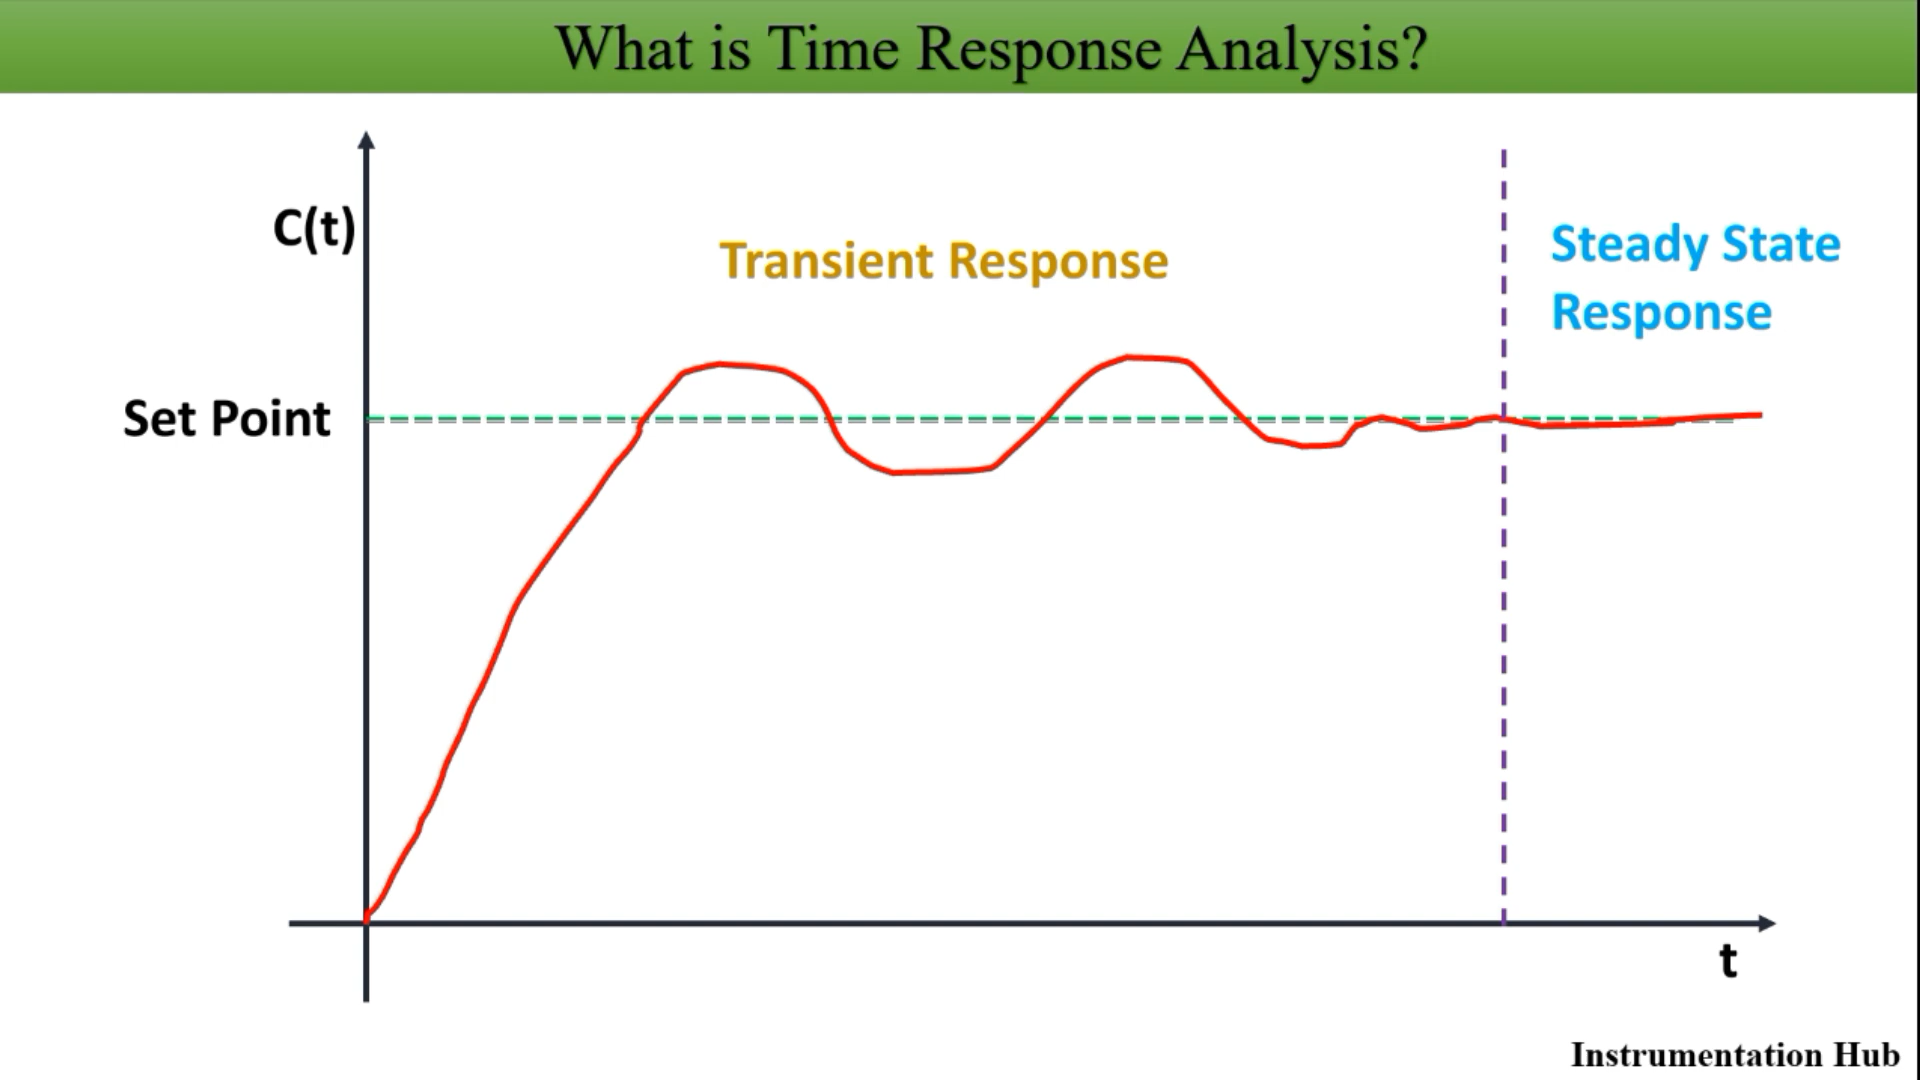 What is Time Response Analysis?
C(t)
Transient Response
Steady State
Response
Set Point
t
Instrumentation Hub